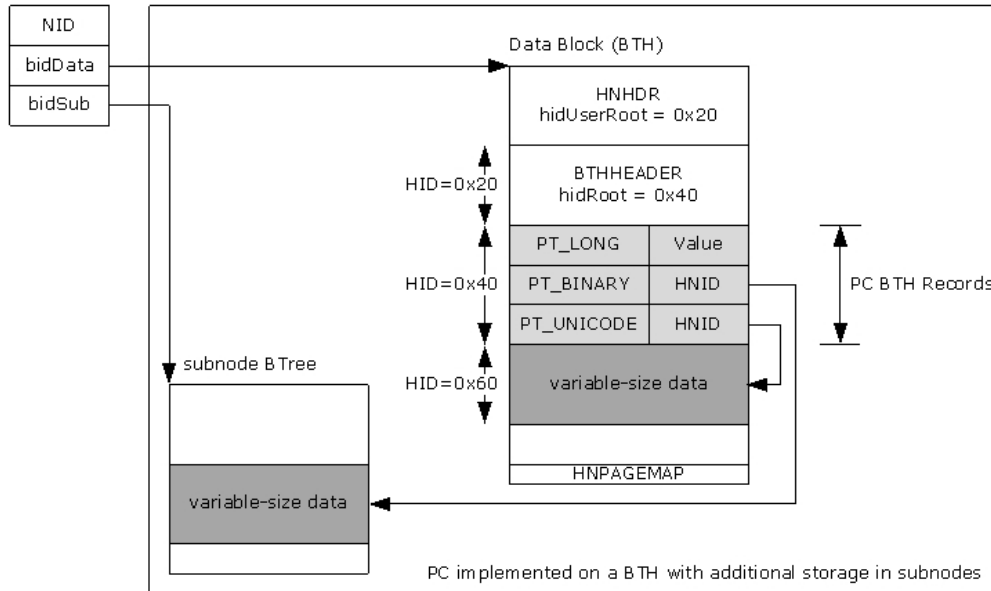 NID
bidData
bidSub
Data Block (BTH)
HNHDR
hidUserRoot = 0x20
HID=0x20
BTHHEADER
hidRoot = 0x40
HID=0x40
PT_LONG Value
PT_BINARY HNID
PT_UNICODE HNID
PC BTH Records
HID=0x60
variable-size data
HNPAGEMAP
subnode BTree
variable-size data
PC implemented on a BTH with additional storage in subnodes